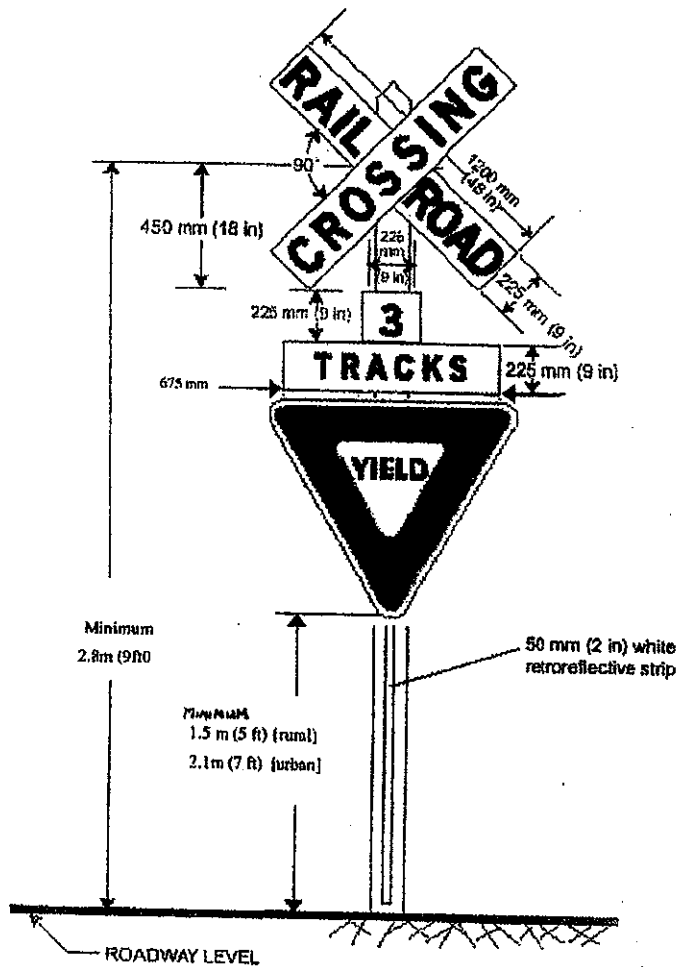 RAIL
ROAD
CROSSING
90°
1200 mm
(48 in)
450 mm (18 in)
225
mm
(9 in)
225 mm (9 in)
225 mm (9 in)
3
TRACKS
225 mm (9 in)
675 mm
YIELD
Minimum
2.8m (9ft0
50 mm (2 in) white
retroreflective strip
Minimum
1.5 m (5 ft) [rural]
2.1m (7 ft) [urban]
ROADWAY LEVEL